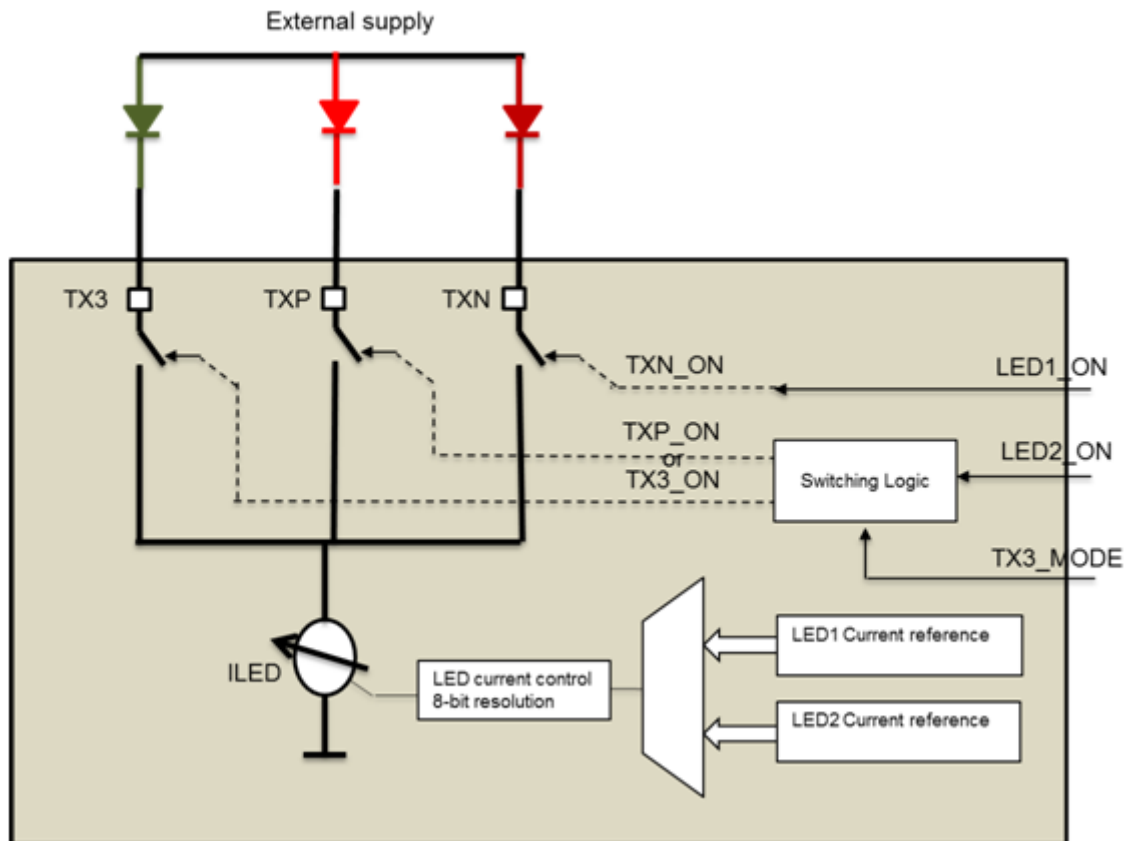 External supply
TX3
TXP
TXN
TXN_ON
LED1_ON
TXP_ON
or
TX3_ON
LED2_ON
Switching Logic
TX3_MODE
ILED
LED current control
8-bit resolution
LED1 Current reference
LED2 Current reference